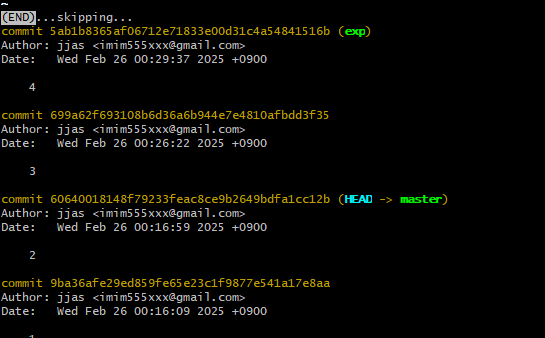 ~
(END)...skipping...
commit 5ab1b8365af06712e71833e00d31c4a54841516b (exp)
Author: jjas <imim555xxx@gmail.com>
Date:   Wed Feb 26 00:29:37 2025 +0900
4
commit 699a62f693108b6d36a6b944e7e4810afbdd3f35
Author: jjas <imim555xxx@gmail.com>
Date:   Wed Feb 26 00:26:22 2025 +0900
3
commit 60640018148f79233feac8ce9b2649bdfa1cc12b (HEAD -> master)
Author: jjas <imim555xxx@gmail.com>
Date:   Wed Feb 26 00:16:59 2025 +0900
2
commit 9ba36afe29ed859fe65e23c1f9877e541a17e8aa
Author: jjas <imim555xxx@gmail.com>
Date:   Wed Feb 26 00:16:09 2025 +0900
1